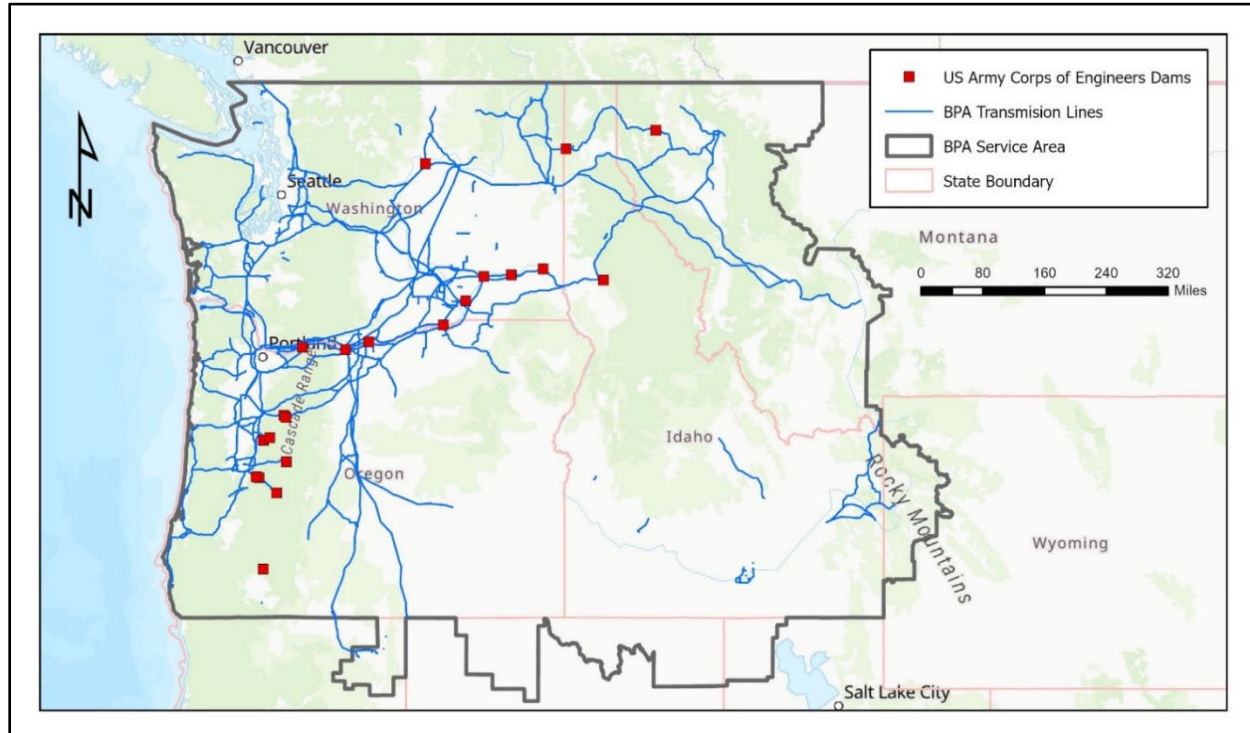 Vancouver
US Army Corps of Engineers Dams
BPA Transmision Lines
BPA Service Area
State Boundary
N
Seattle
Washington
Montana
0 80 160 240 320
Miles
Portland
Cascade Range
Idaho
Oregon
Rocky Mountains
Wyoming
Salt Lake City